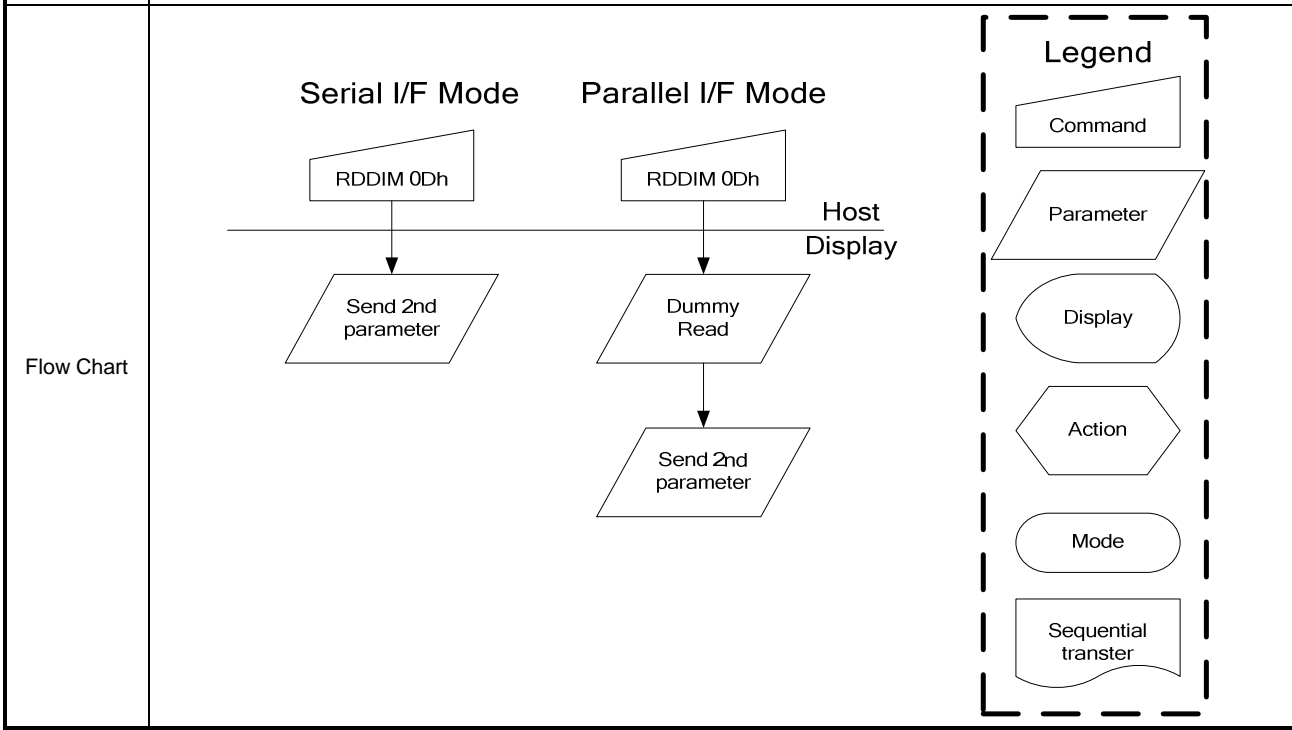 Flow Chart
Serial I/F Mode
RDDIM 0Dh
Send 2nd
parameter
Parallel I/F Mode
RDDIM 0Dh
Host
Display
Dummy
Read
Send 2nd
parameter
Legend
Command
Parameter
Display
Action
Mode
Sequential
transter